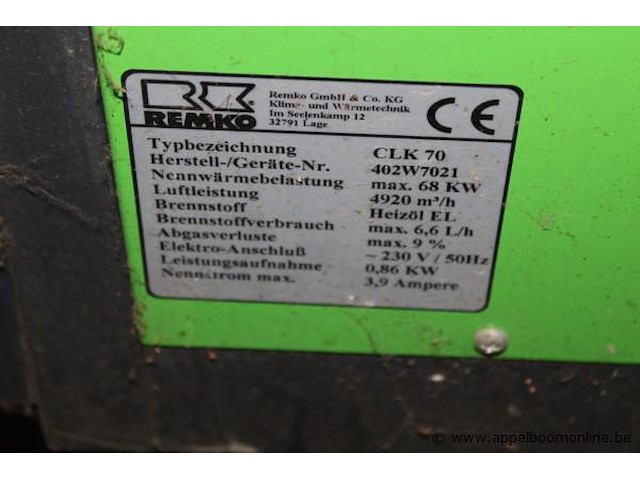 REMKO
Remko GmbH & Co. KG
Klima- und Wärmetechnik
Im Seelenkamp 12
32791 Lage
CE
Typbezeichnung CLK 70
Herstell-/Geräte-Nr. 402W7021
Nennwärmebelastung max. 68 KW
Luftleistung 4920 m³/h
Brennstoff Heizöl EL
Brennstoffverbrauch max. 6,6 L/h
Abgasverluste max. 9 %
Elektro-Anschluß ~ 230 V / 50Hz
Leistungsaufnahme 0,86 KW
Nennstrom max. 3,9 Ampere
© www.appelboomonline.be